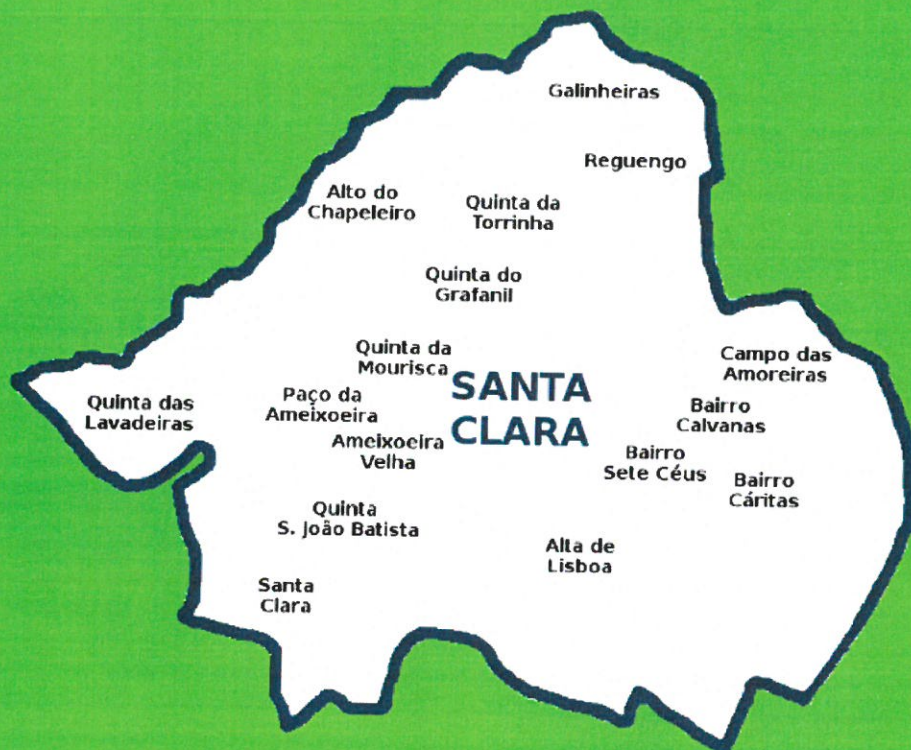 Galinheiras
Reguengo
Alto do
Chapeleiro
Quinta da
Torrinha
Quinta do
Grafanil
Quinta da
Mourisca
SANTA
CLARA
Campo das
Amoreiras
Quinta das
Lavadeiras
Paço da
Ameixoeira
Bairro
Calvanas
Ameixoeira
Velha
Bairro
Sete Céus
Bairro
Cáritas
Quinta
S. João Batista
Alta de
Lisboa
Santa
Clara